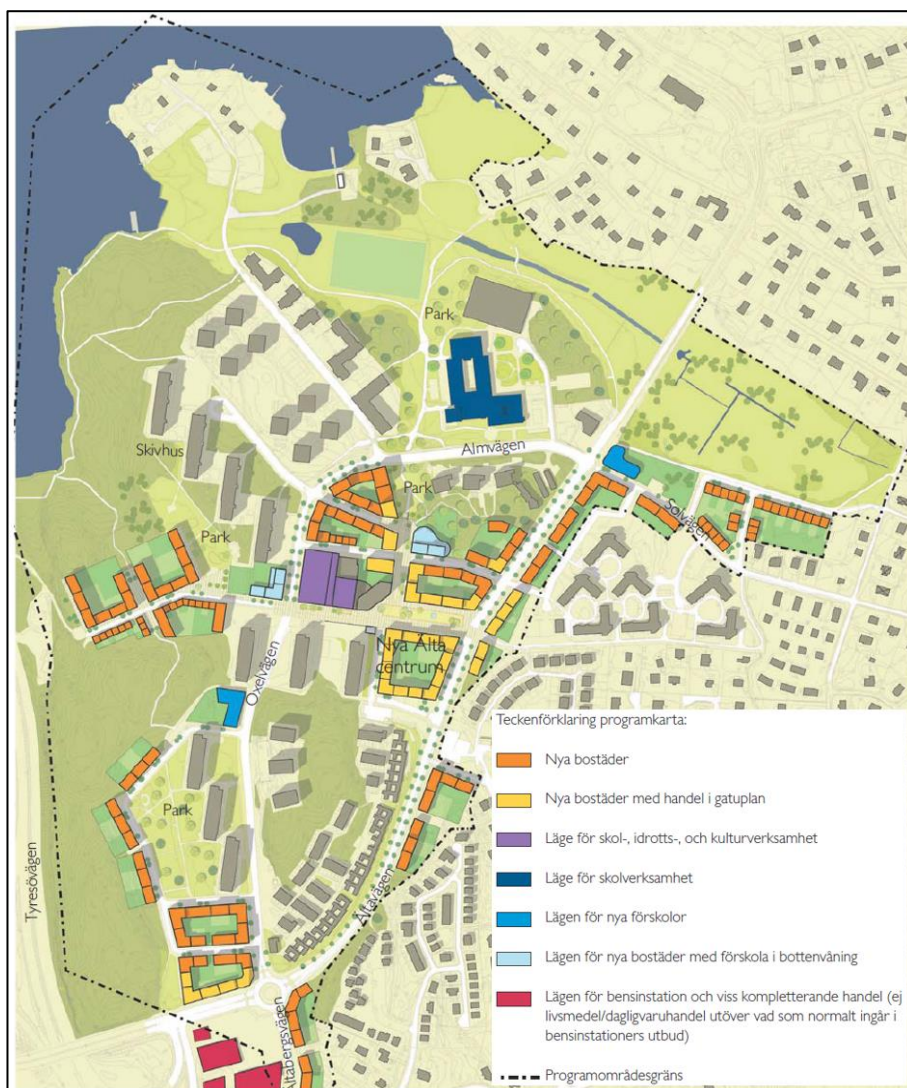 Park
Skivhus
Almvägen
Park
Park
Solvägen
Nya Älta
centrum
Oxelvägen
Park
Tyresövägen
Ältavägen
Ältabergsvägen
Teckenförklaring programkarta:
Nya bostäder
Nya bostäder med handel i gatuplan
Läge för skol-, idrotts-, och kulturverksamhet
Läge för skolverksamhet
Lägen för nya förskolor
Lägen för nya bostäder med förskola i bottenvåning
Lägen för bensinstation och viss kompletterande handel (ej
livsmedel/dagligvaruhandel utöver vad som normalt ingår i
bensinstationers utbud)
Programområdesgräns